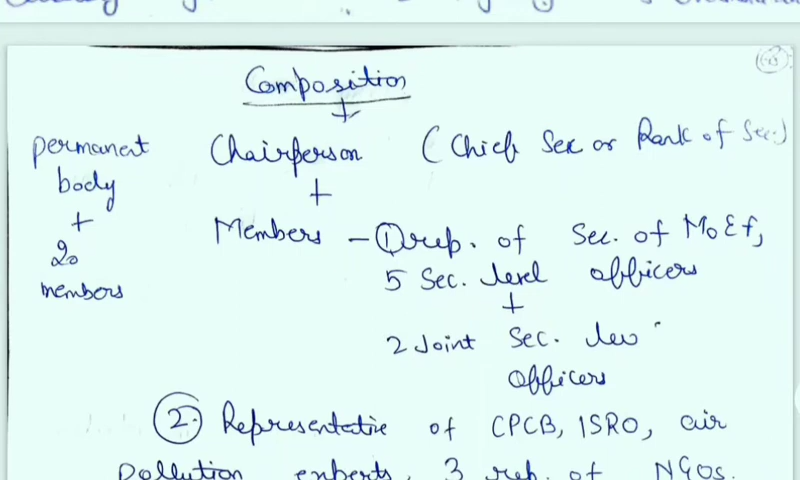 Composition
+
permanent
body
+
20
members
Chairperson (Chief Sec or Rank of Sec.)
+
Members - ① rep. of Sec. of MoEf,
5 Sec. level officers
+
2 Joint Sec. lev
officers
②. Representative of CPCB, ISRO, air
pollution experts, 3 rep. of NGOs.